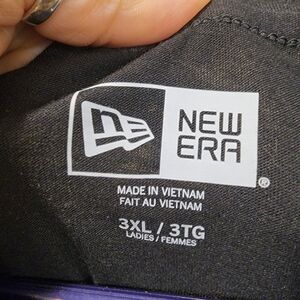 NEW
ERA
®
MADE IN VIETNAM
FAIT AU VIETNAM
3XL / 3TG
LADIES / FEMMES